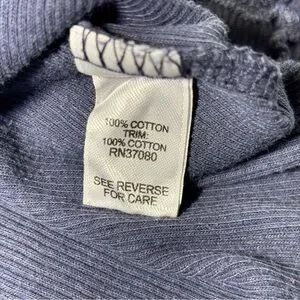 100% COTTON
TRIM:
100% COTTON
RN37080
SEE REVERSE
FOR CARE